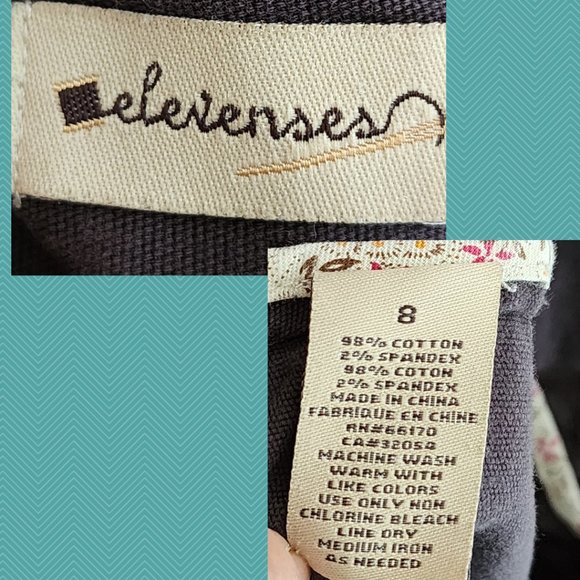 elevenses
8
98% COTTON
2% SPANDEX
98% COTON
2% SPANDEX
MADE IN CHINA
FABRIQUE EN CHINE
RN#66170
CA#32054
MACHINE WASH
WARM WITH
LIKE COLORS
USE ONLY NON
CHLORINE BLEACH
LINE DRY
MEDIUM IRON
AS NEEDED